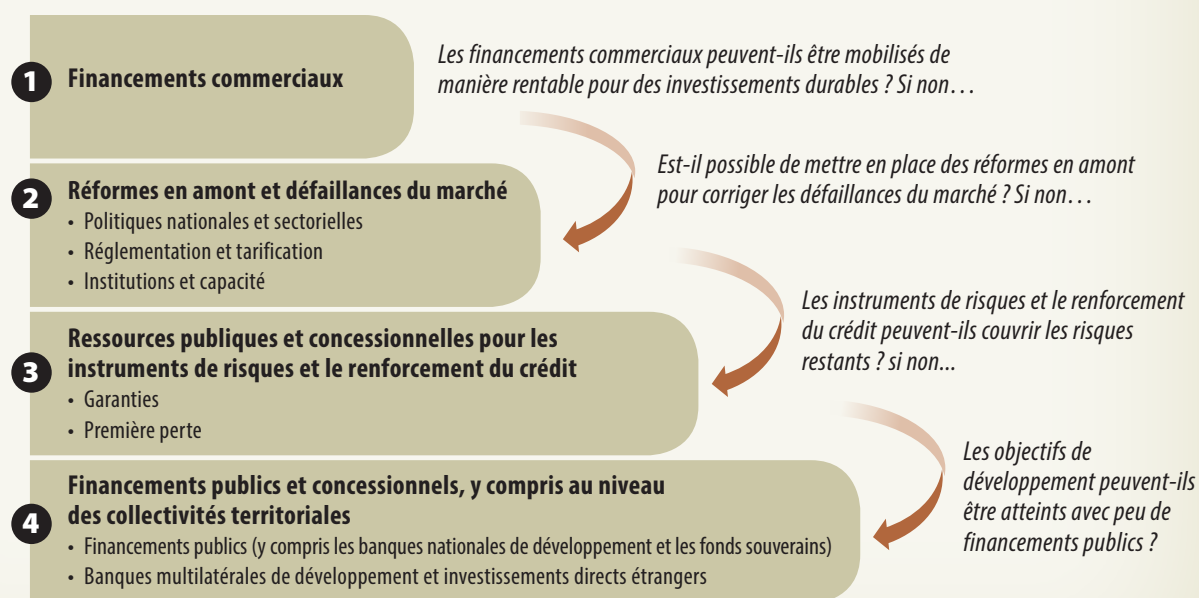 1 Financements commerciaux
Les financements commerciaux peuvent-ils être mobilisés de
manière rentable pour des investissements durables ? Si non…
2 Réformes en amont et défaillances du marché
• Politiques nationales et sectorielles
• Réglementation et tarification
• Institutions et capacité
Est-il possible de mettre en place des réformes en amont
pour corriger les défaillances du marché ? Si non…
3 Ressources publiques et concessionnelles pour les
instruments de risques et le renforcement du crédit
• Garanties
• Première perte
Les instruments de risques et le renforcement
du crédit peuvent-ils couvrir les risques
restants ? si non...
4 Financements publics et concessionnels, y compris au niveau
des collectivités territoriales
• Financements publics (y compris les banques nationales de développement et les fonds souverains)
• Banques multilatérales de développement et investissements directs étrangers
Les objectifs de
développement peuvent-ils
être atteints avec peu de
financements publics ?